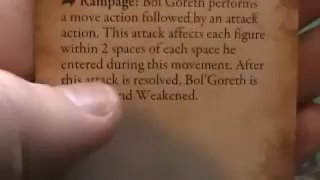 Rampage: Bol'Goreth performs
a move action followed by an attack
action. This attack affects each figure
within 2 spaces of each space he
entered during this movement. After
this attack is resolved, Bol'Goreth is
and Weakened.